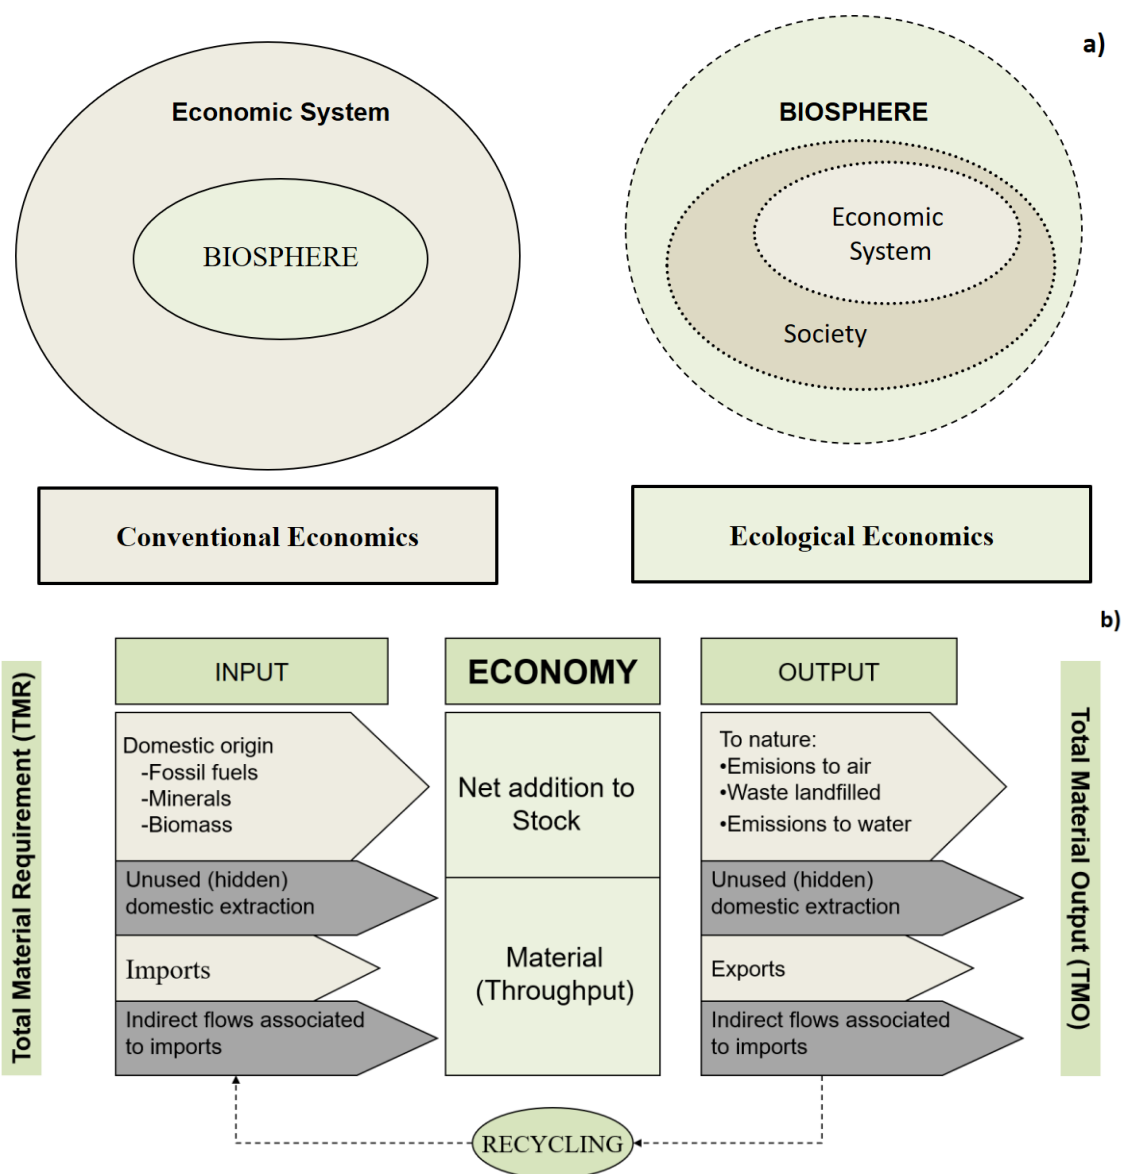 a)
Economic System
BIOSPHERE
BIOSPHERE
Economic
System
Society
Conventional Economics
Ecological Economics
b)
Total Material Requirement (TMR)
INPUT
Domestic origin
-Fossil fuels
-Minerals
-Biomass
Unused (hidden)
domestic extraction
Imports
Indirect flows associated
to imports
ECONOMY
Net addition to
Stock
Material
(Throughput)
OUTPUT
To nature:
•Emisions to air
•Waste landfilled
•Emissions to water
Unused (hidden)
domestic extraction
Exports
Indirect flows associated
to imports
Total Material Output (TMO)
RECYCLING